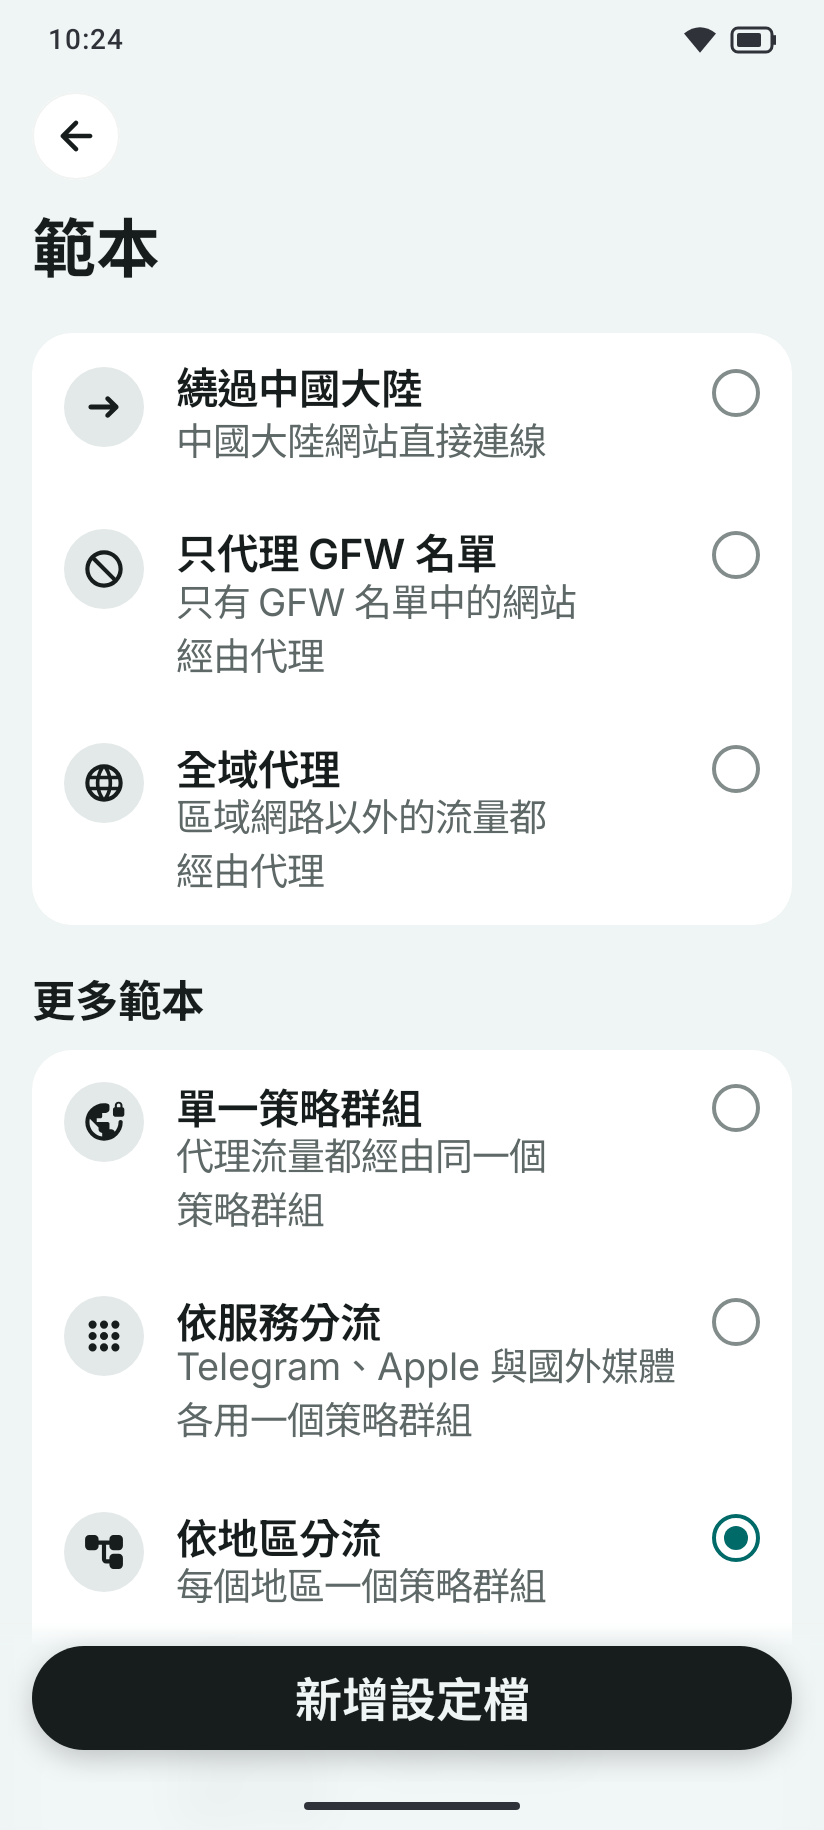 10:24
範本
繞過中國大陸
中國大陸網站直接連線
只代理 GFW 名單
只有 GFW 名單中的網站
經由代理
全域代理
區域網路以外的流量都
經由代理
更多範本
單一策略群組
代理流量都經由同一個
策略群組
依服務分流
Telegram、Apple 與國外媒體
各用一個策略群組
依地區分流
每個地區一個策略群組
新增設定檔